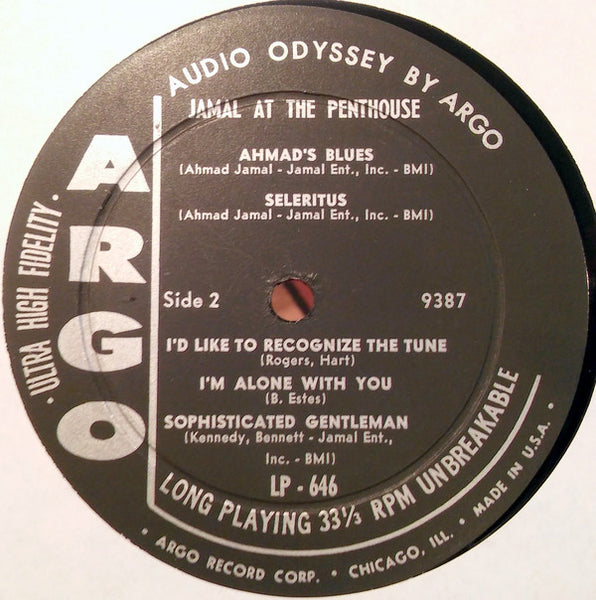 AUDIO ODYSSEY BY ARGO
JAMAL AT THE PENTHOUSE
AHMAD'S BLUES
(Ahmad Jamal - Jamal Ent., Inc. - BMI)
SELERITUS
(Ahmad Jamal - Jamal Ent., Inc. - BMI)
ARGO
· ULTRA HIGH FIDELITY ·
Side 2 9387
I'D LIKE TO RECOGNIZE THE TUNE
(Rogers, Hart)
I'M ALONE WITH YOU
(B. Estes)
SOPHISTICATED GENTLEMAN
(Kennedy, Bennett - Jamal Ent.,
Inc. - BMI)
LP - 646
LONG PLAYING 33 1/3 RPM UNBREAKABLE
· ARGO RECORD CORP. · CHICAGO, ILL. · MADE IN U.S.A. ·